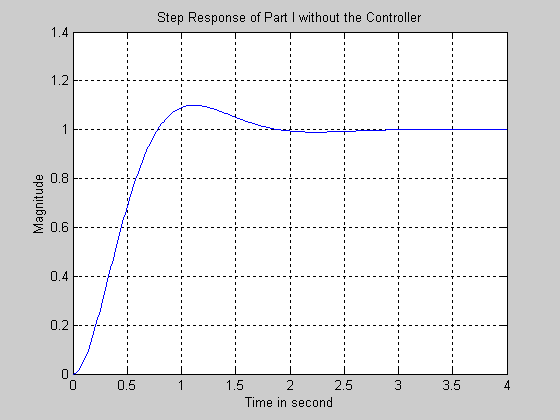 Step Response of Part I without the Controller
1.4
1.2
1
0.8
0.6
0.4
0.2
0
Magnitude
0 0.5 1 1.5 2 2.5 3 3.5 4
Time in second